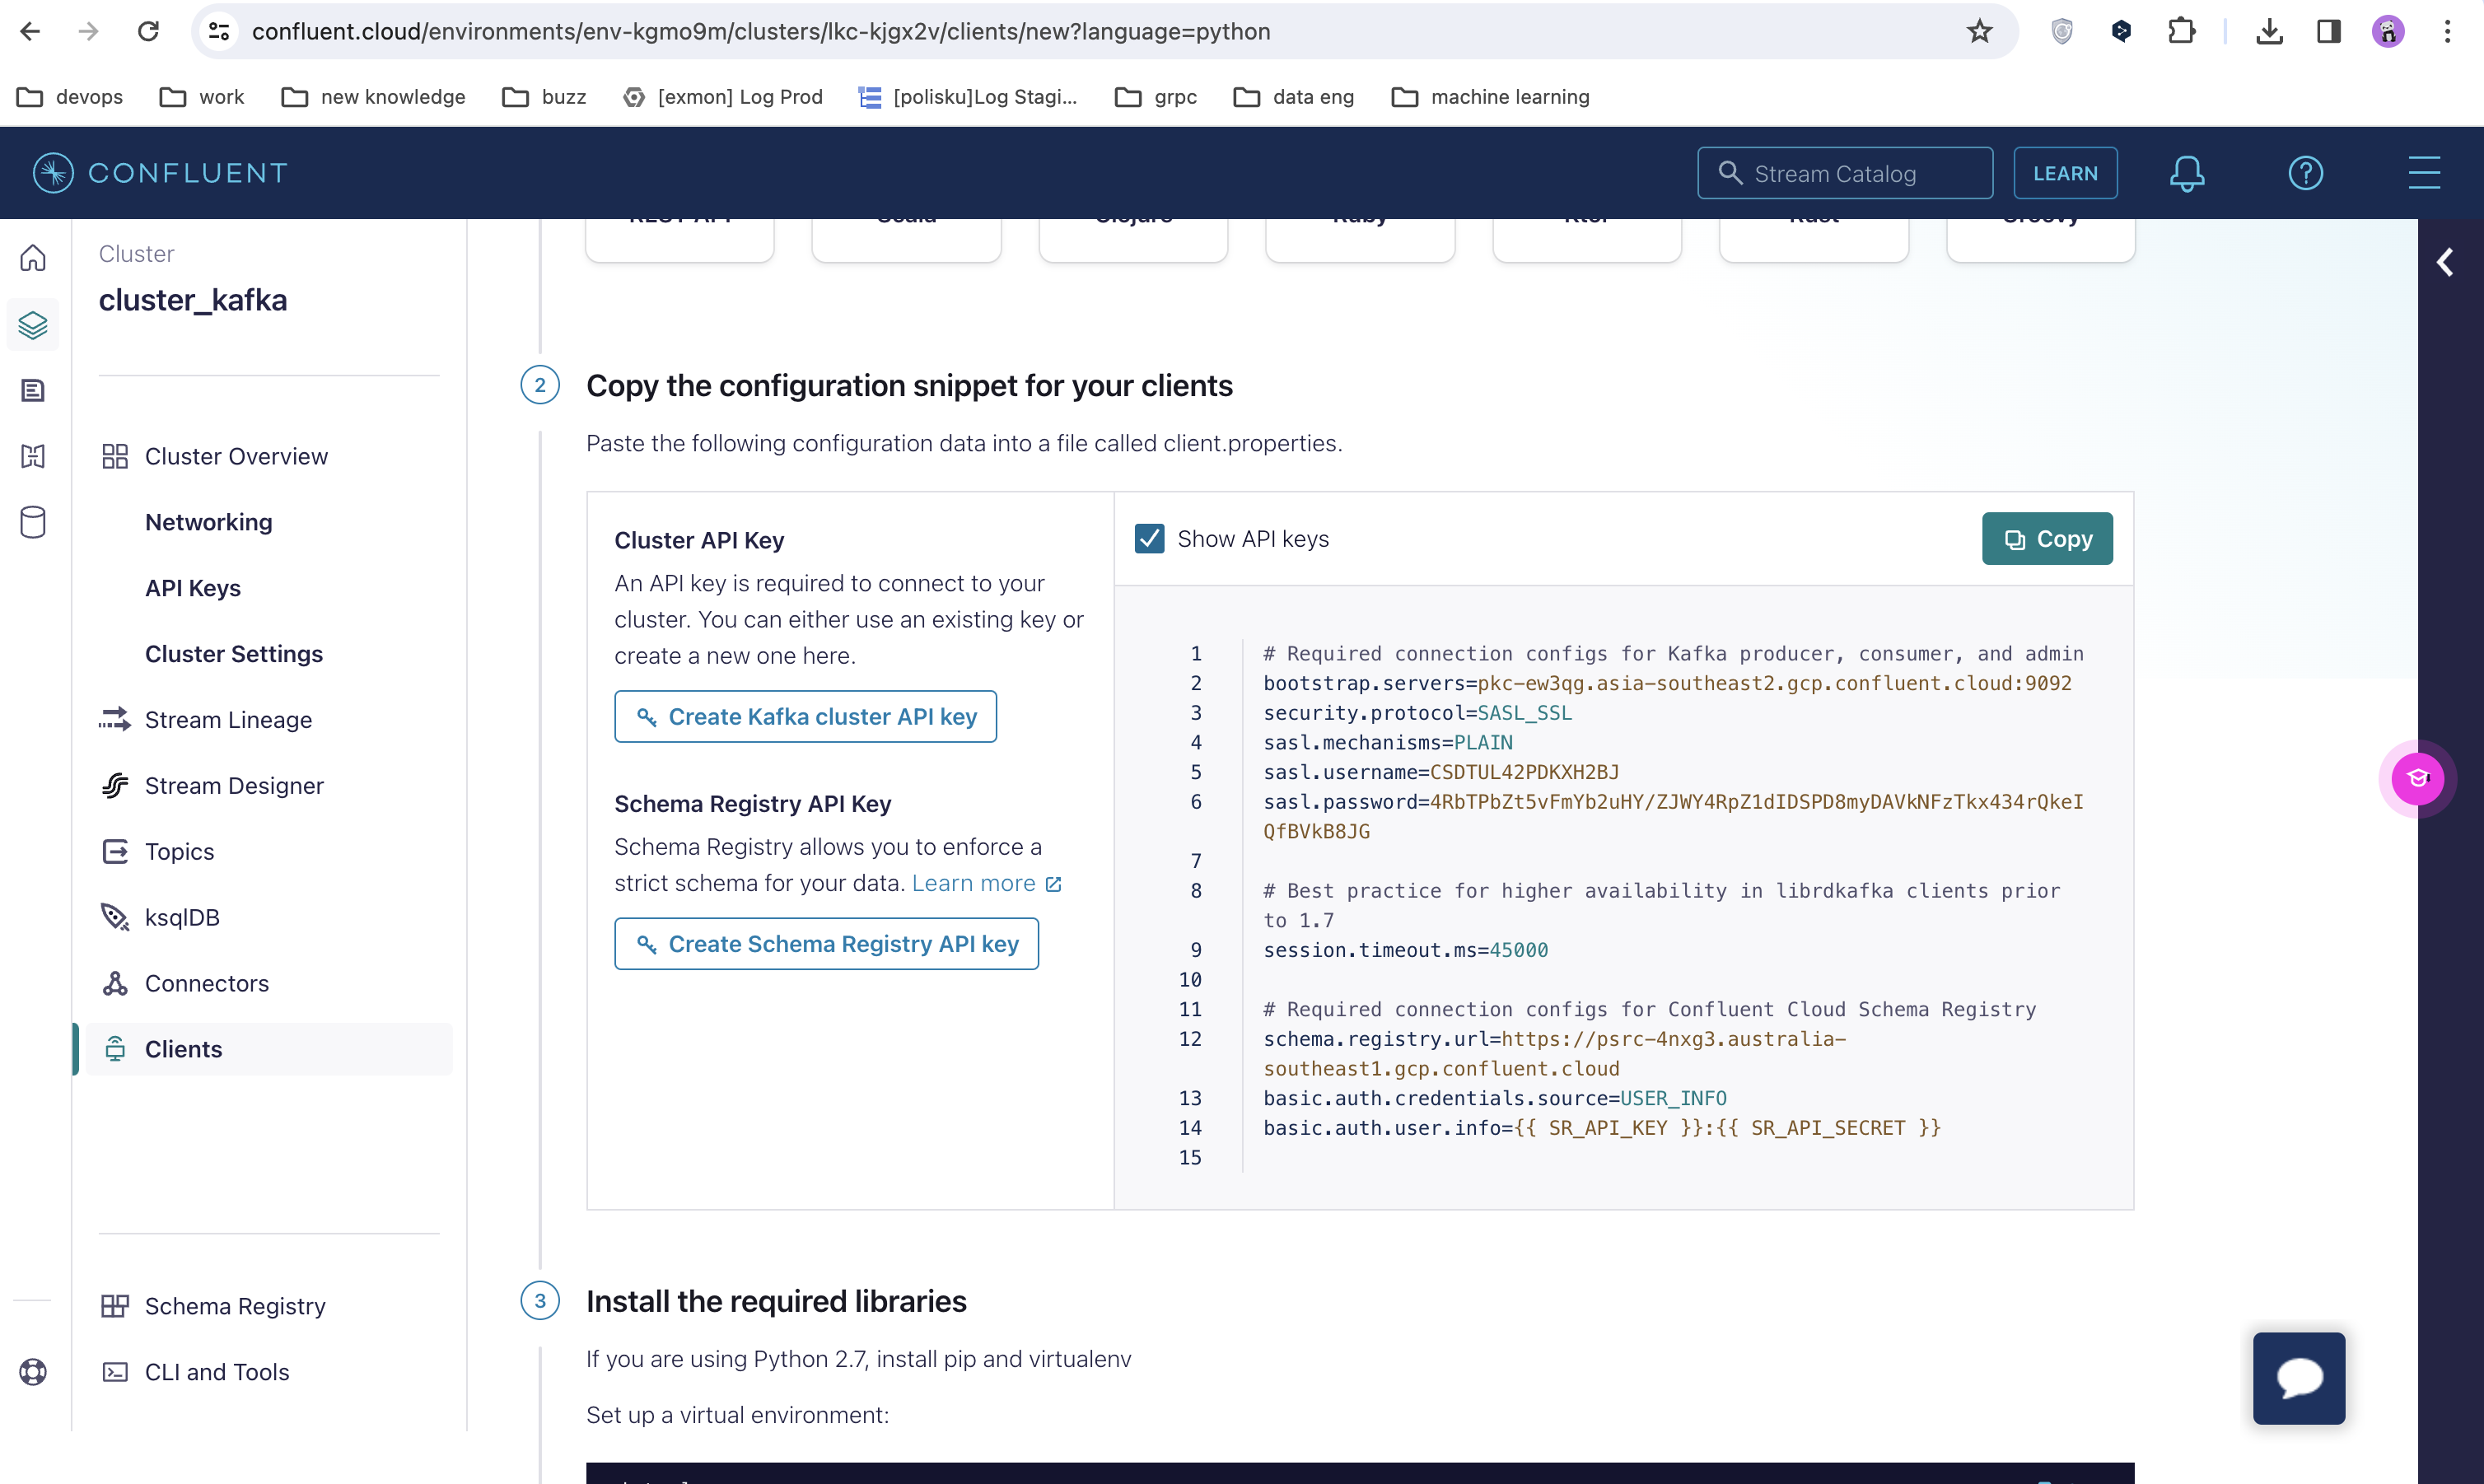 confluent.cloud/environments/env-kgmo9m/clusters/lkc-kjgx2v/clients/new?language=python
devops work new knowledge buzz [exmon] Log Prod [polisku]Log Stagi... grpc data eng machine learning
CONFLUENT
Stream Catalog
LEARN
REST API Scala Clojure Ruby Ktor Rust Groovy
Cluster
cluster_kafka
Cluster Overview
Networking
API Keys
Cluster Settings
Stream Lineage
Stream Designer
Topics
ksqlDB
Connectors
Clients
Schema Registry
CLI and Tools
2 Copy the configuration snippet for your clients
Paste the following configuration data into a file called client.properties.
Cluster API Key
An API key is required to connect to your
cluster. You can either use an existing key or
create a new one here.
Create Kafka cluster API key
Schema Registry API Key
Schema Registry allows you to enforce a
strict schema for your data. Learn more
Create Schema Registry API key
Show API keys
Copy
1 # Required connection configs for Kafka producer, consumer, and admin
2 bootstrap.servers=pkc-ew3qg.asia-southeast2.gcp.confluent.cloud:9092
3 security.protocol=SASL_SSL
4 sasl.mechanisms=PLAIN
5 sasl.username=CSDTUL42PDKXH2BJ
6 sasl.password=4RbTPbZt5vFmYb2uHY/ZJWY4RpZ1dIDSPD8myDAVkNFzTkx434rQkeI
QfBVkB8JG
7
8 # Best practice for higher availability in librdkafka clients prior
to 1.7
9 session.timeout.ms=45000
10
11 # Required connection configs for Confluent Cloud Schema Registry
12 schema.registry.url=https://psrc-4nxg3.australia-
southeast1.gcp.confluent.cloud
13 basic.auth.credentials.source=USER_INFO
14 basic.auth.user.info={{ SR_API_KEY }}:{{ SR_API_SECRET }}
15
3 Install the required libraries
If you are using Python 2.7, install pip and virtualenv
Set up a virtual environment: